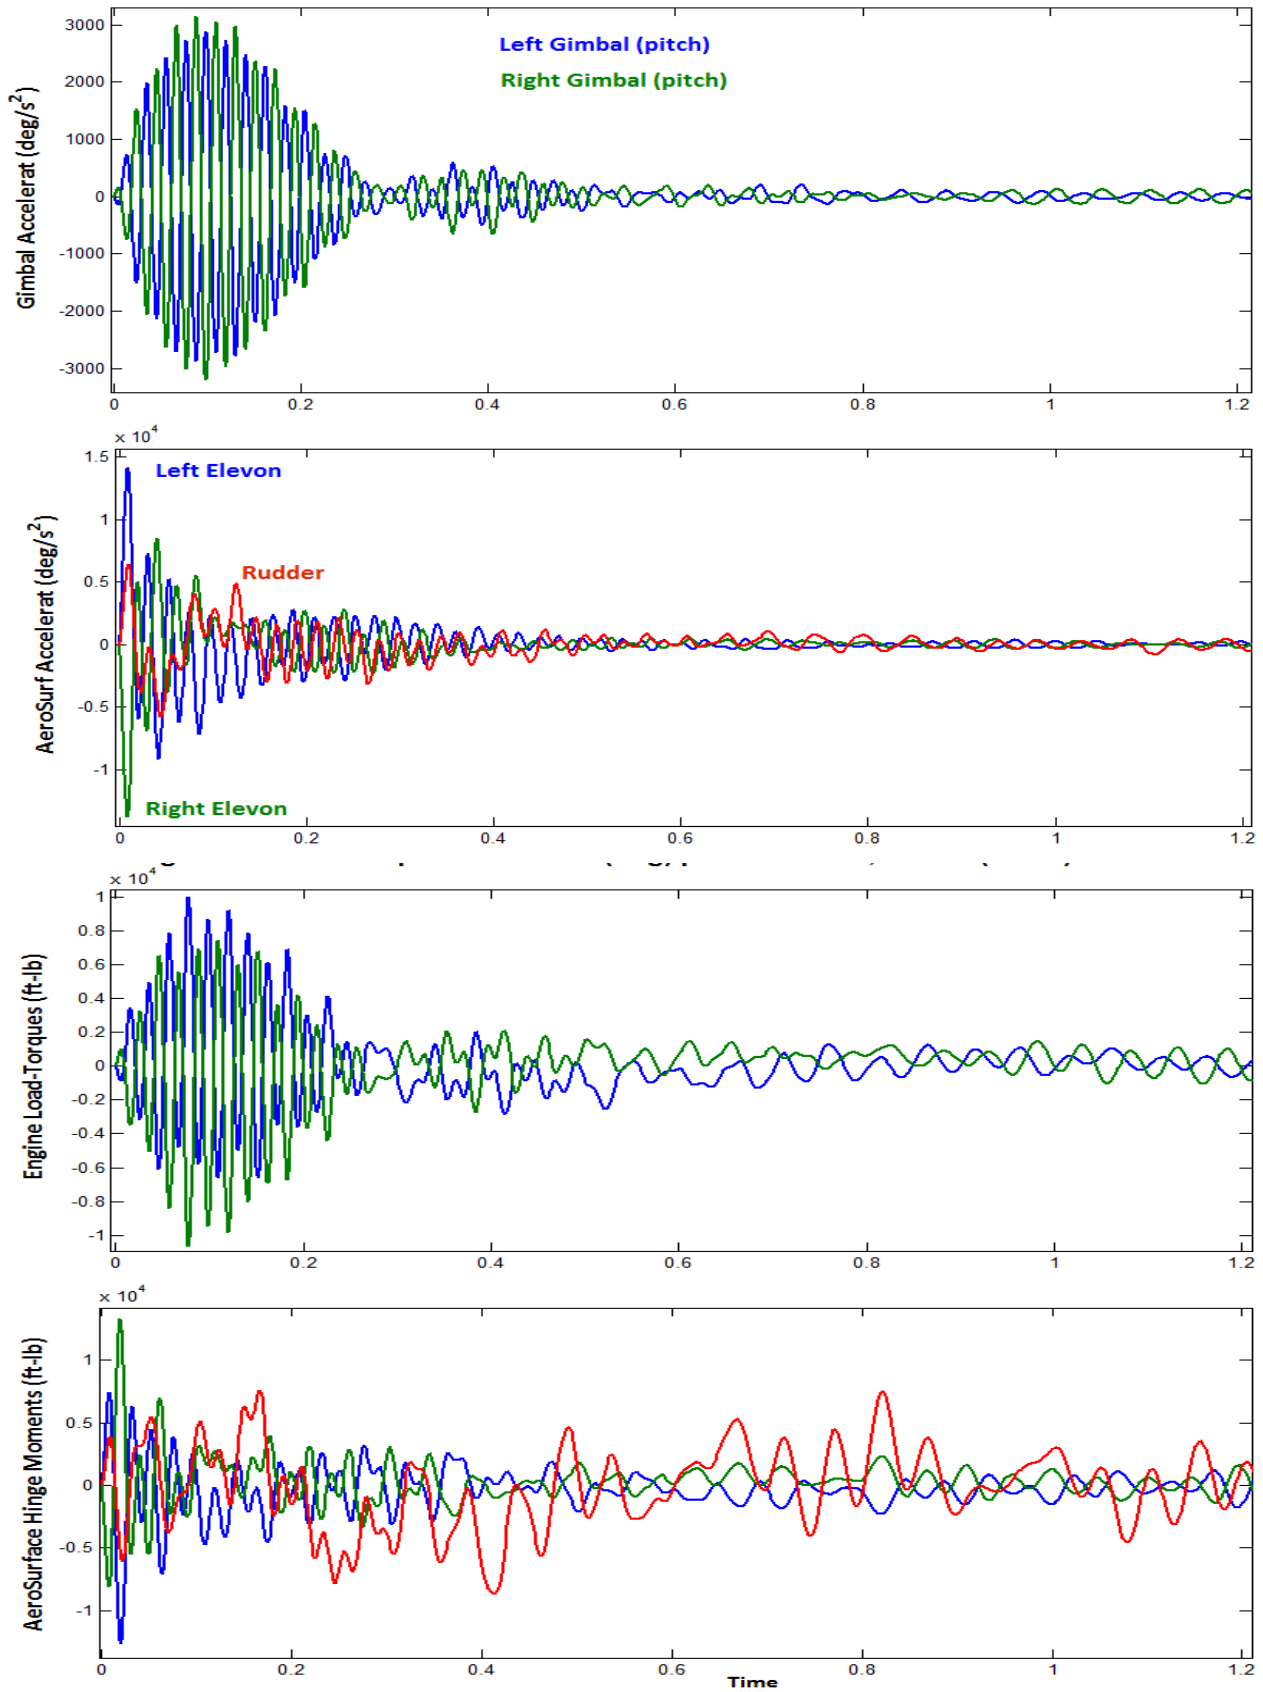 Gimbal Accelerat (deg/s²)
3000
2000
1000
0
-1000
-2000
-3000
Left Gimbal (pitch)
Right Gimbal (pitch)
0 0.2 0.4 0.6 0.8 1 1.2
x 10⁴
AeroSurf Accelerat (deg/s²)
1.5
1
0.5
0
-0.5
-1
Left Elevon
Rudder
Right Elevon
0 0.2 0.4 0.6 0.8 1 1.2
x 10⁴
Engine Load-Torques (ft-lb)
1
0.8
0.6
0.4
0.2
0
-0.2
-0.4
-0.6
-0.8
-1
0 0.2 0.4 0.6 0.8 1 1.2
x 10⁴
AeroSurface Hinge Moments (ft-lb)
1
0.5
0
-0.5
-1
0 0.2 0.4 0.6 0.8 1 1.2
Time